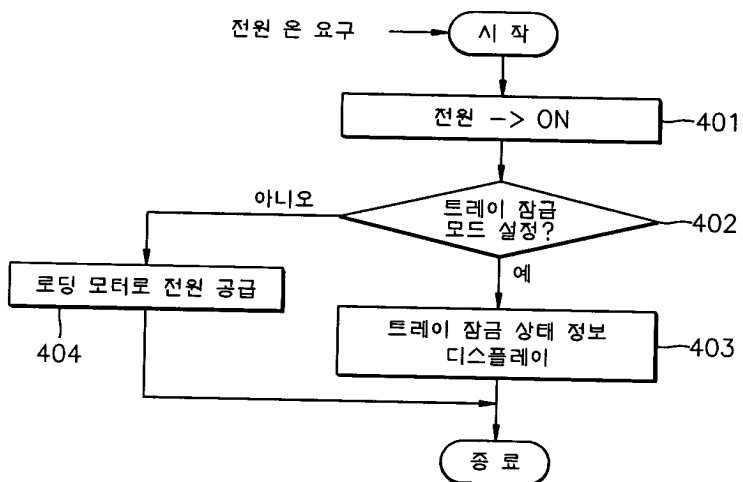 전원 온 요구
시 작
전원 -> ON
401
트레이 잠금
모드 설정?
402
아니오
예
로딩 모터로 전원 공급
404
트레이 잠금 상태 정보
디스플레이
403
종 료